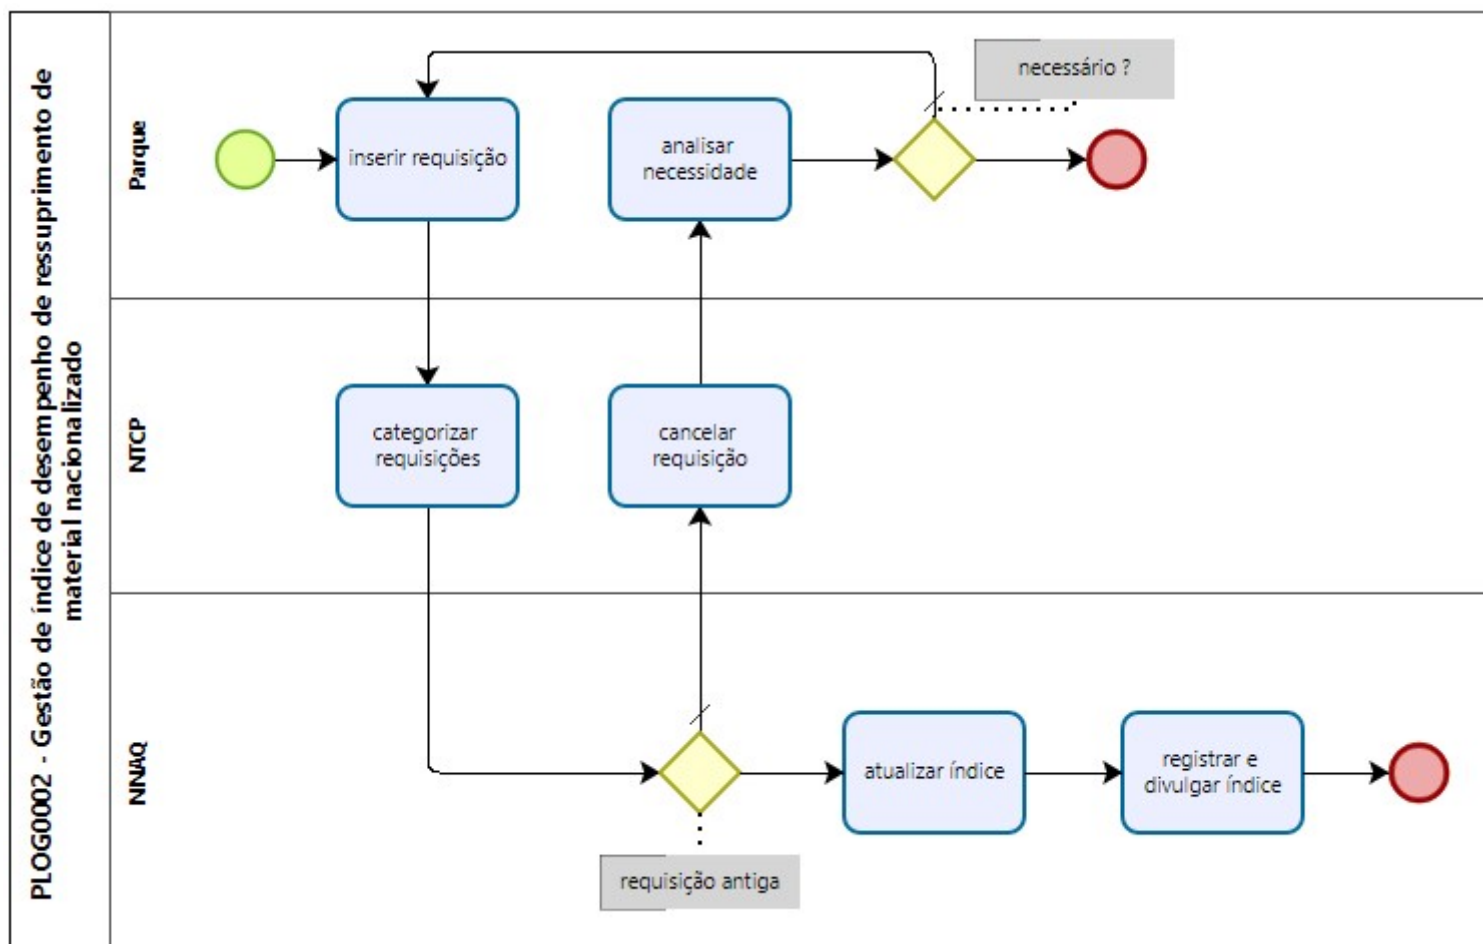 PLOG0002 - Gestão de índice de desempenho de ressuprimento de
material nacionalizado
Parque
inserir requisição
analisar
necessidade
necessário ?
NTCP
categorizar
requisições
cancelar
requisição
NNAQ
requisição antiga
atualizar índice
registrar e
divulgar índice